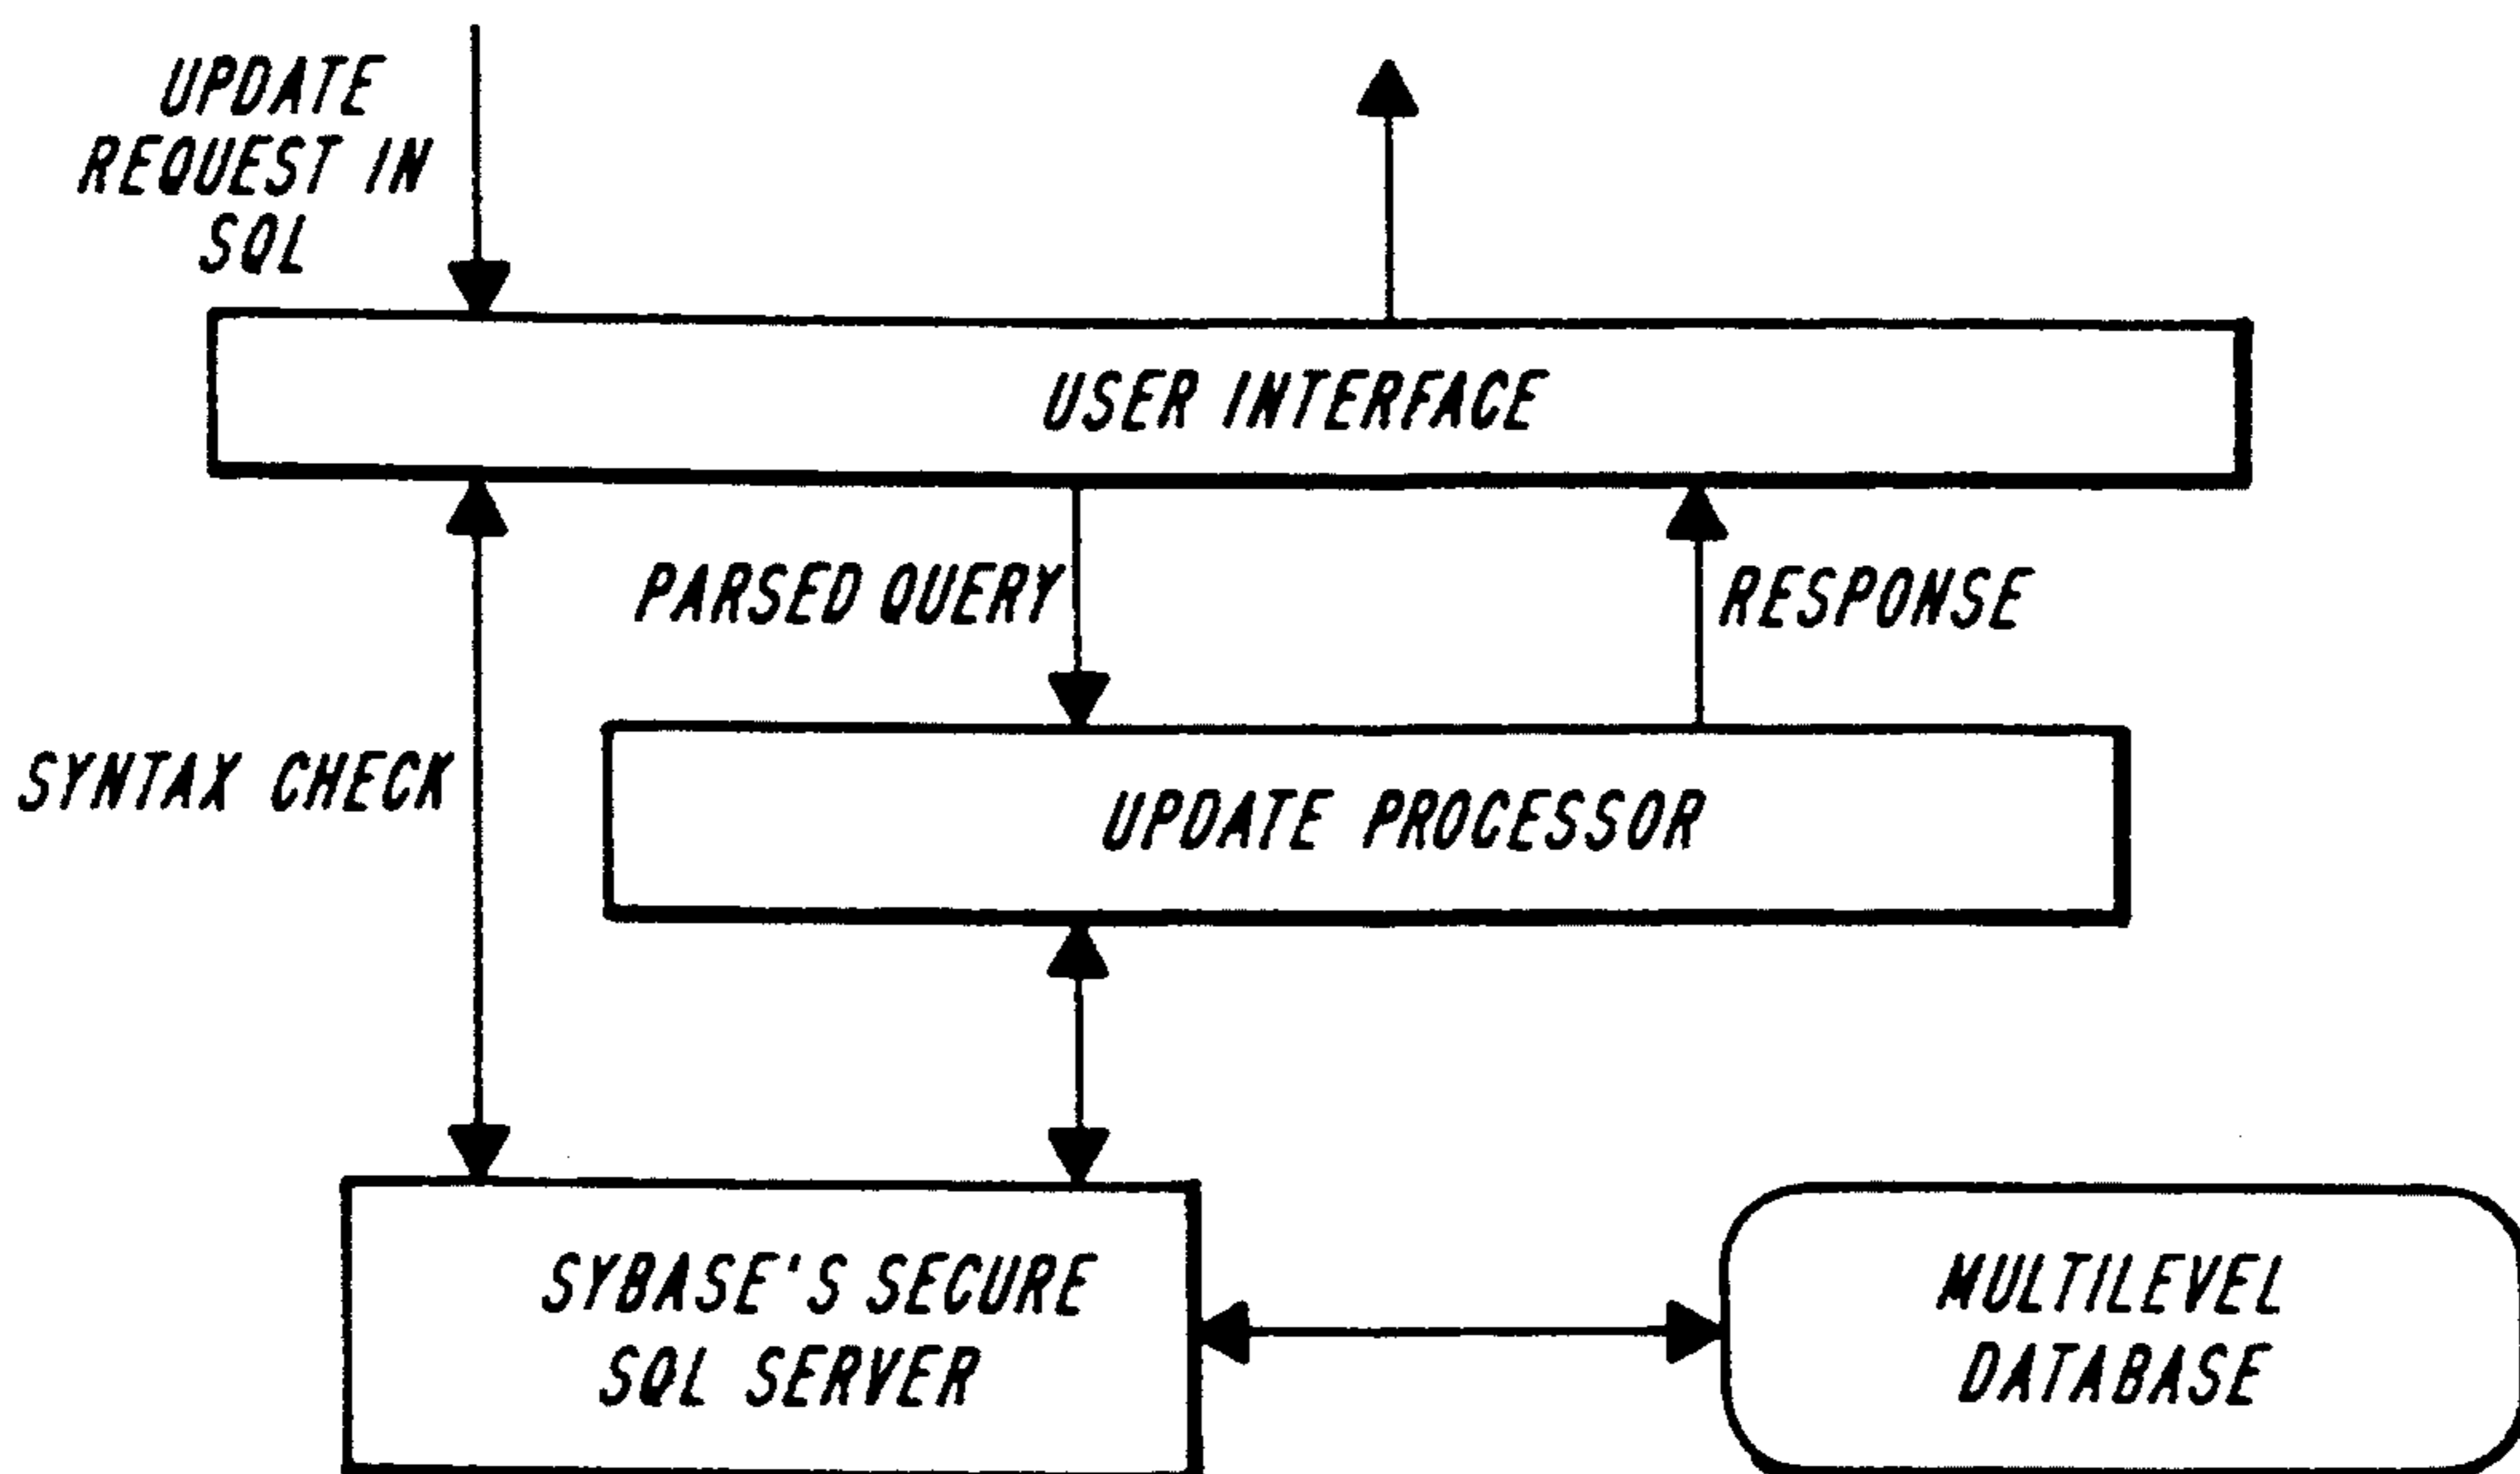 UPDATE
REQUEST IN
SQL
USER INTERFACE
PARSED QUERY
RESPONSE
SYNTAX CHECK
UPDATE PROCESSOR
SYBASE'S SECURE
SQL SERVER
MULTILEVEL
DATABASE